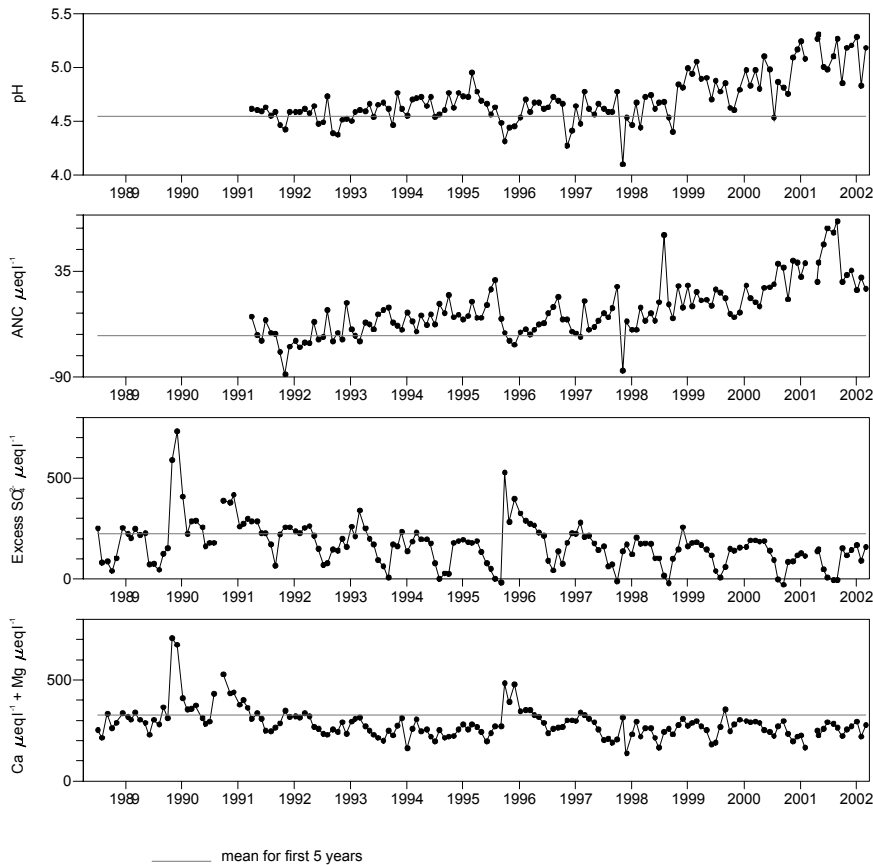 5.5
5.0
4.5
4.0
pH
1989 1990 1991 1992 1993 1994 1995 1996 1997 1998 1999 2000 2001 2002
35
-90
ANC μeq l⁻¹
1989 1990 1991 1992 1993 1994 1995 1996 1997 1998 1999 2000 2001 2002
500
0
Excess SO₄²⁻ μeq l⁻¹
1989 1990 1991 1992 1993 1994 1995 1996 1997 1998 1999 2000 2001 2002
500
0
Ca μeq l⁻¹ + Mg μeq l⁻¹
1989 1990 1991 1992 1993 1994 1995 1996 1997 1998 1999 2000 2001 2002
mean for first 5 years